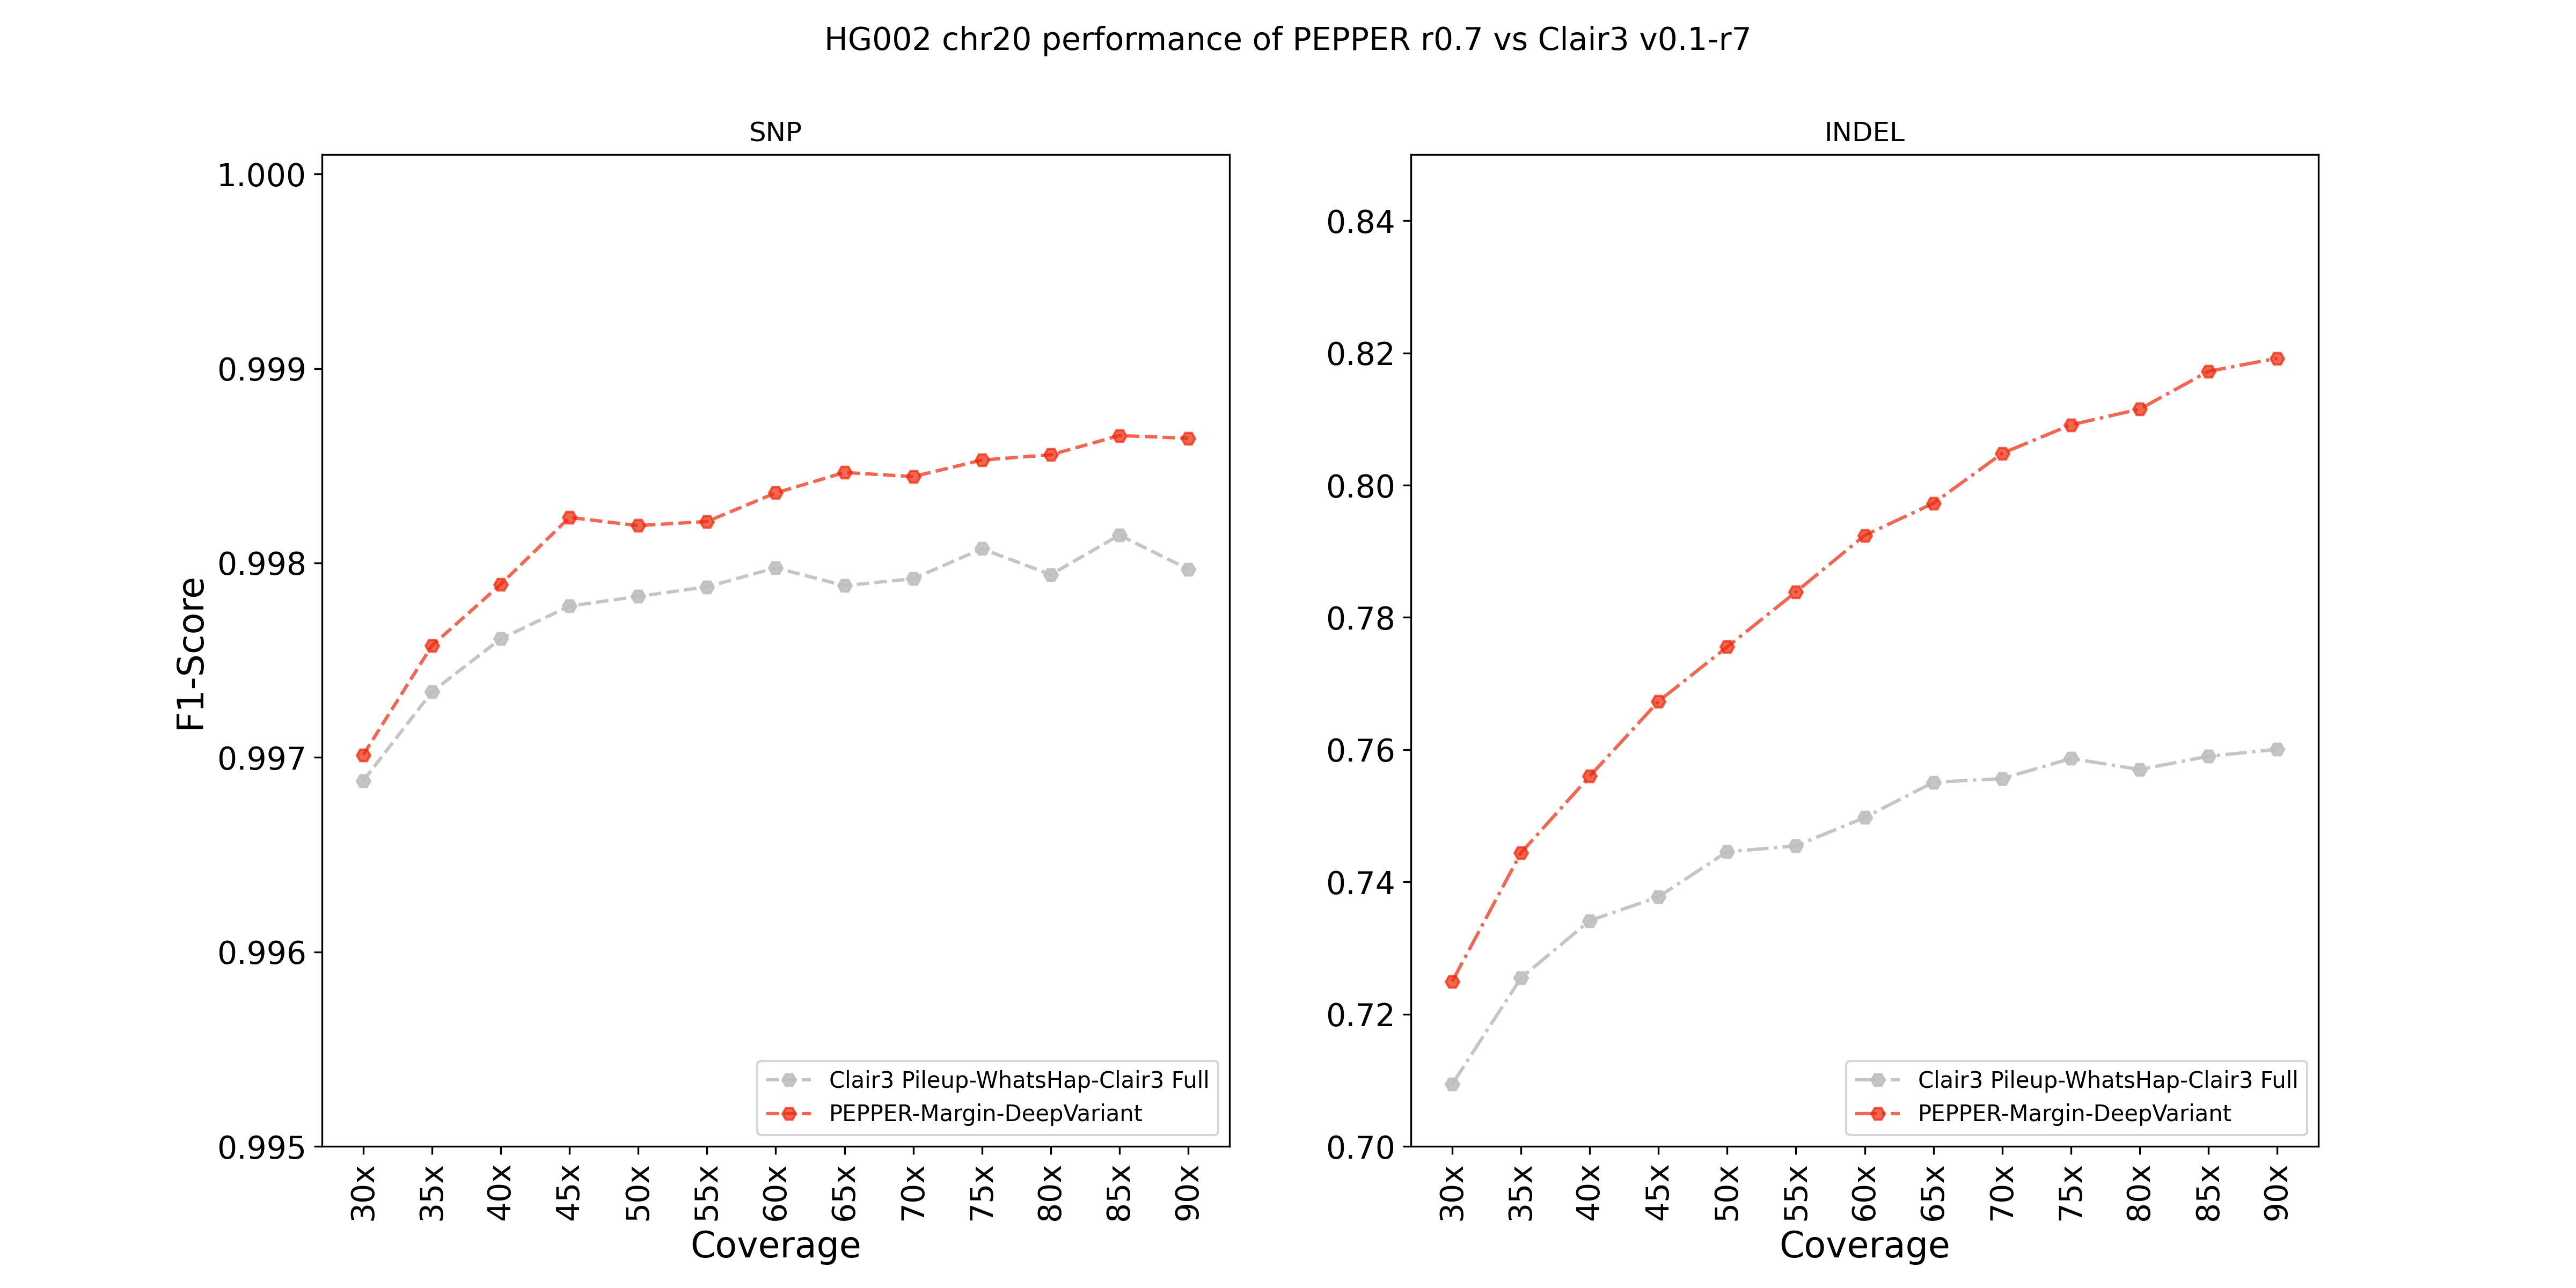 HG002 chr20 performance of PEPPER r0.7 vs Clair3 v0.1-r7
SNP
1.000
0.999
0.998
0.997
0.996
0.995
F1-Score
30x
35x
40x
45x
50x
55x
60x
65x
70x
75x
80x
85x
90x
Coverage
Clair3 Pileup-WhatsHap-Clair3 Full
PEPPER-Margin-DeepVariant
INDEL
0.84
0.82
0.80
0.78
0.76
0.74
0.72
0.70
30x
35x
40x
45x
50x
55x
60x
65x
70x
75x
80x
85x
90x
Coverage
Clair3 Pileup-WhatsHap-Clair3 Full
PEPPER-Margin-DeepVariant